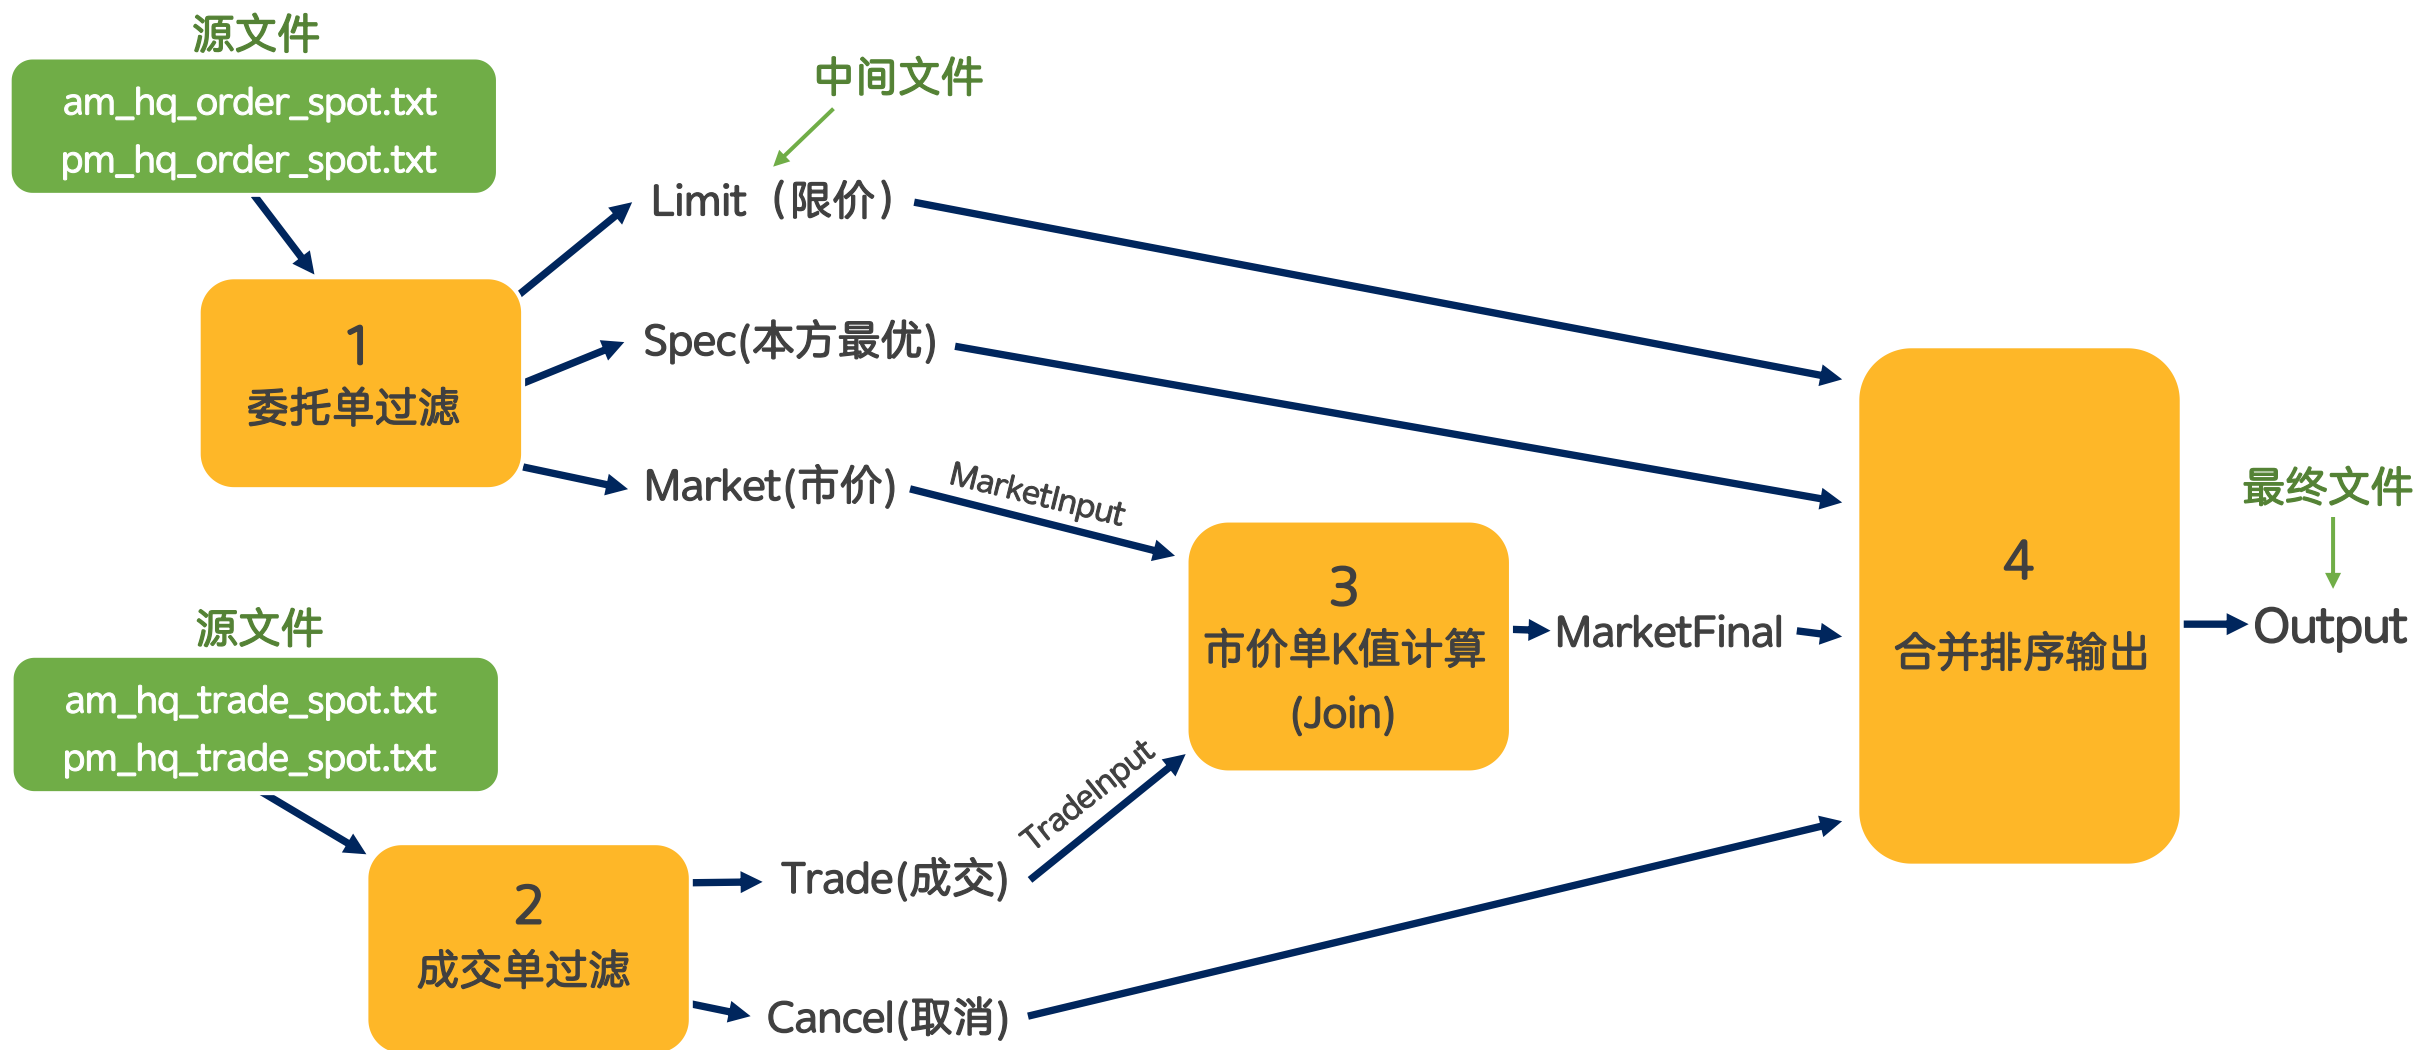 源文件
am_hq_order_spot.txt
pm_hq_order_spot.txt
中间文件
Limit（限价）
1
委托单过滤
Spec(本方最优)
Market(市价)
MarketInput
源文件
am_hq_trade_spot.txt
pm_hq_trade_spot.txt
2
成交单过滤
Trade(成交)
TradeInput
Cancel(取消)
3
市价单K值计算
(Join)
MarketFinal
4
合并排序输出
最终文件
Output